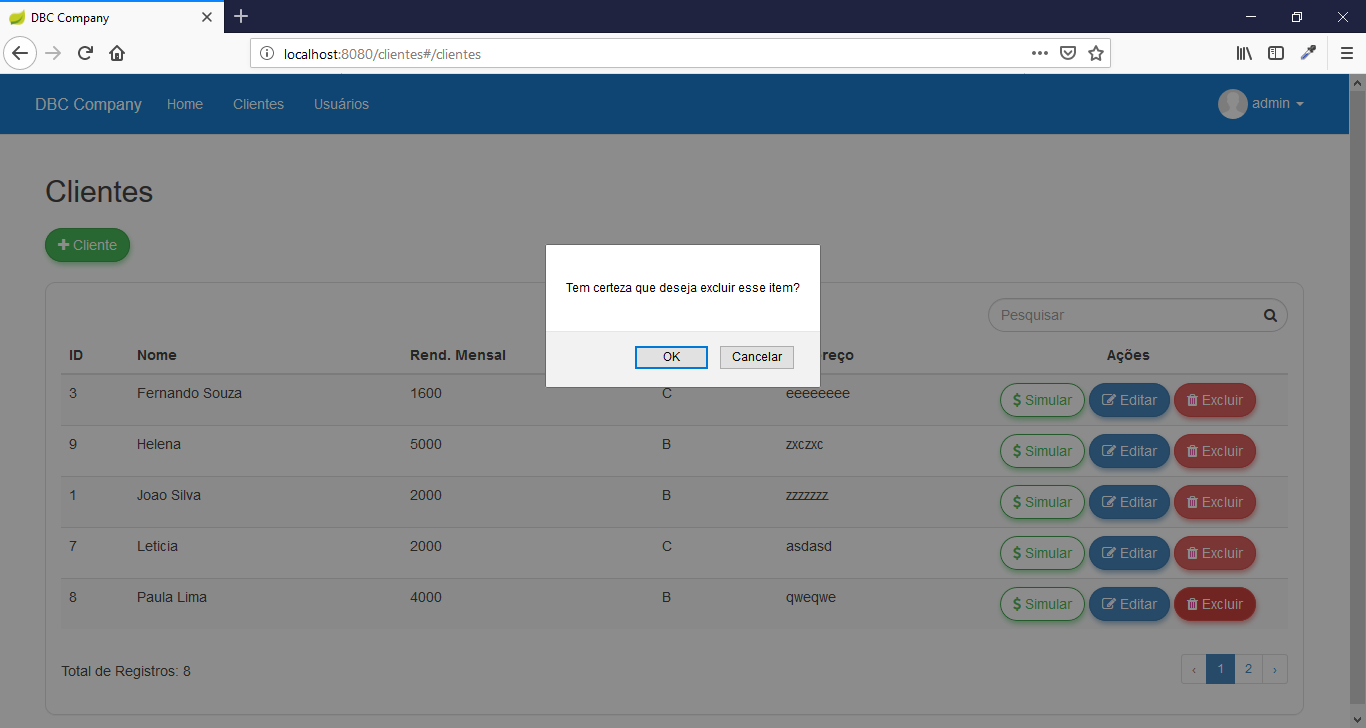 DBC Company
localhost:8080/clientes#/clientes
DBC Company Home Clientes Usuários admin
Clientes
Cliente
Tem certeza que deseja excluir esse item?
OK Cancelar
Pesquisar
ID Nome Rend. Mensal reço Ações
3 Fernando Souza 1600 C eeeeeeee $ Simular Editar Excluir
9 Helena 5000 B zxczxc $ Simular Editar Excluir
1 Joao Silva 2000 B zzzzzzz $ Simular Editar Excluir
7 Leticia 2000 C asdasd $ Simular Editar Excluir
8 Paula Lima 4000 B qweqwe $ Simular Editar Excluir
Total de Registros: 8
‹ 1 2 ›